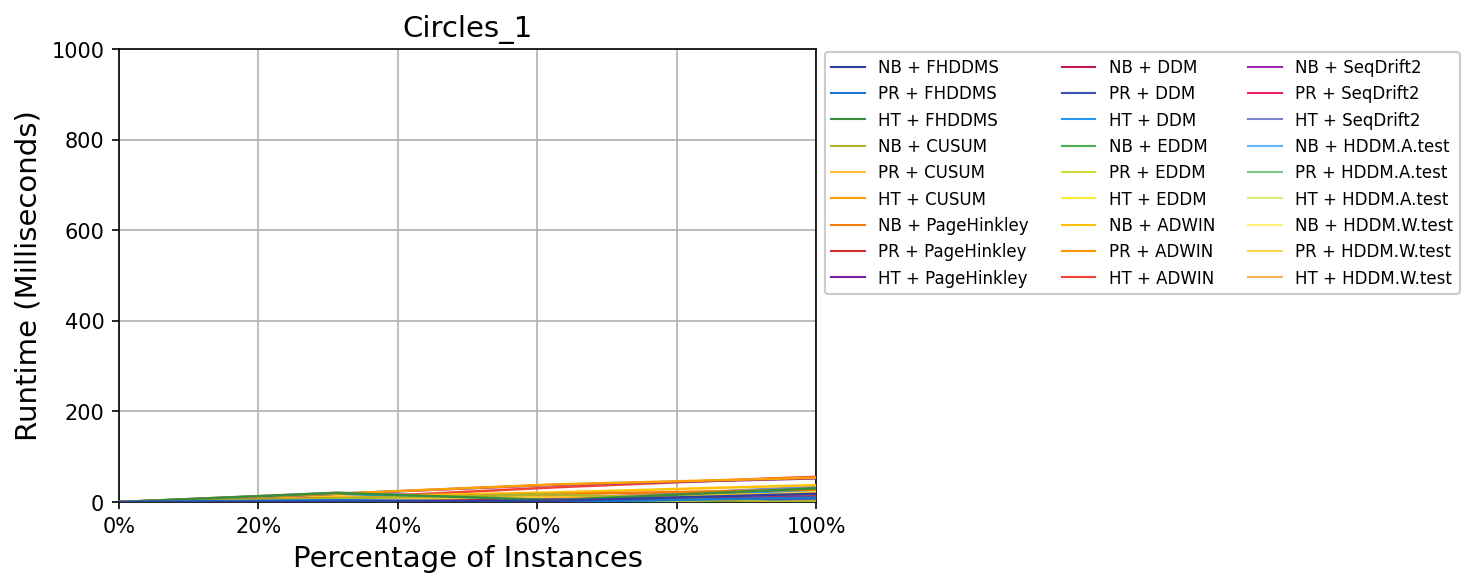 Circles_1
1000
800
600
400
200
0
Runtime (Milliseconds)
0% 20% 40% 60% 80% 100%
Percentage of Instances
NB + FHDDMS
PR + FHDDMS
HT + FHDDMS
NB + CUSUM
PR + CUSUM
HT + CUSUM
NB + PageHinkley
PR + PageHinkley
HT + PageHinkley
NB + DDM
PR + DDM
HT + DDM
NB + EDDM
PR + EDDM
HT + EDDM
NB + ADWIN
PR + ADWIN
HT + ADWIN
NB + SeqDrift2
PR + SeqDrift2
HT + SeqDrift2
NB + HDDM.A.test
PR + HDDM.A.test
HT + HDDM.A.test
NB + HDDM.W.test
PR + HDDM.W.test
HT + HDDM.W.test